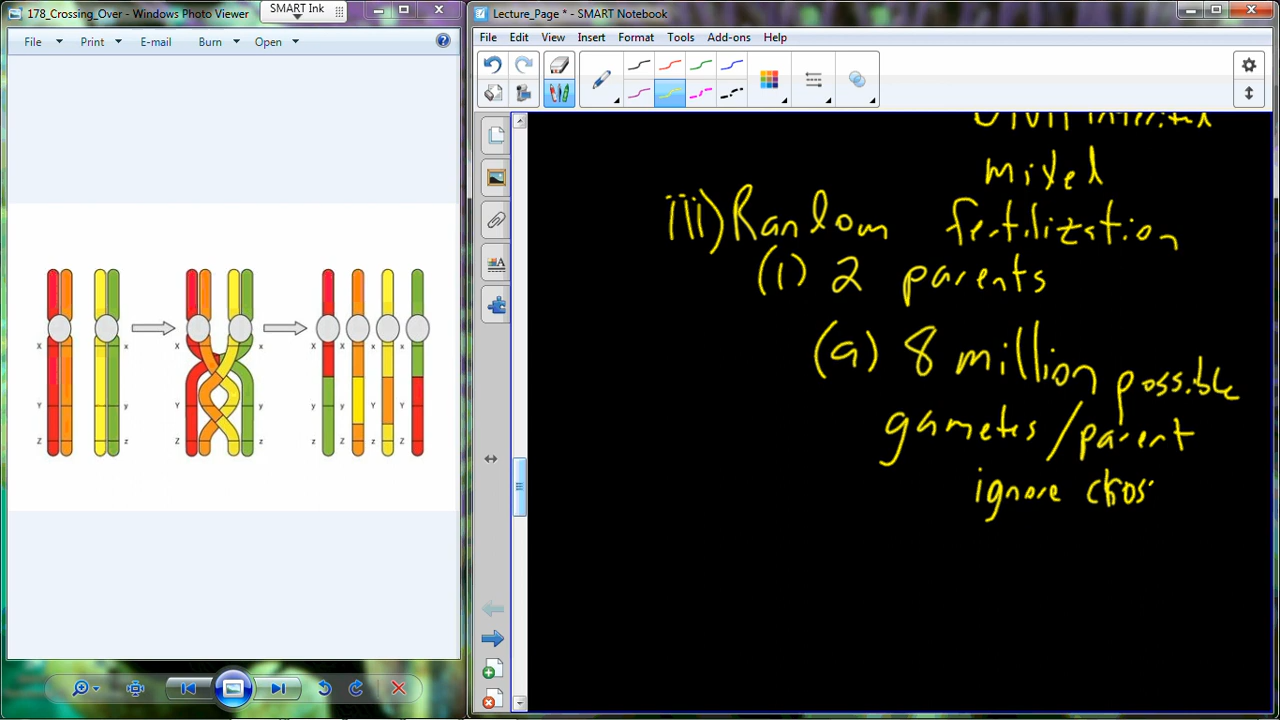 178_Crossing_Over - Windows Photo Viewer
SMART Ink
File Print E-mail Burn Open
X x X x X x
Y y Y y y Y
Z z Z z z Z
Lecture_Page * - SMART Notebook
File Edit View Insert Format Tools Add-ons Help
mixed
iii) Random fertilization
(1) 2 parents
(a) 8 million possible
gametes/parent
ignore cros